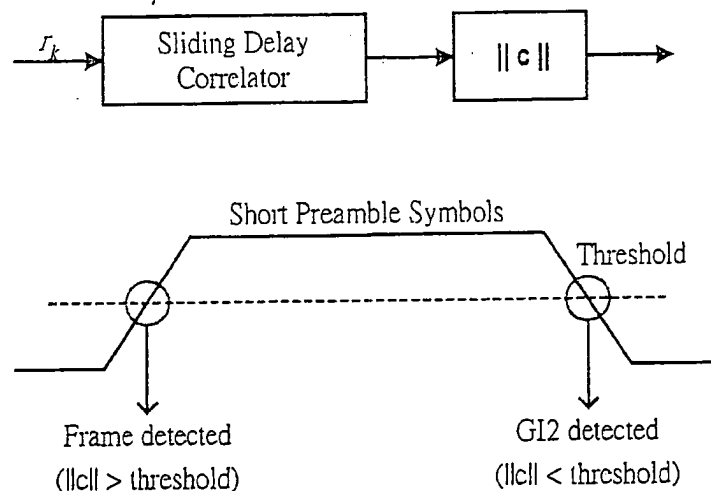 r_k
Sliding Delay
Correlator
|| c ||
Short Preamble Symbols
Threshold
Frame detected
(||c|| > threshold)
GI2 detected
(||c|| < threshold)